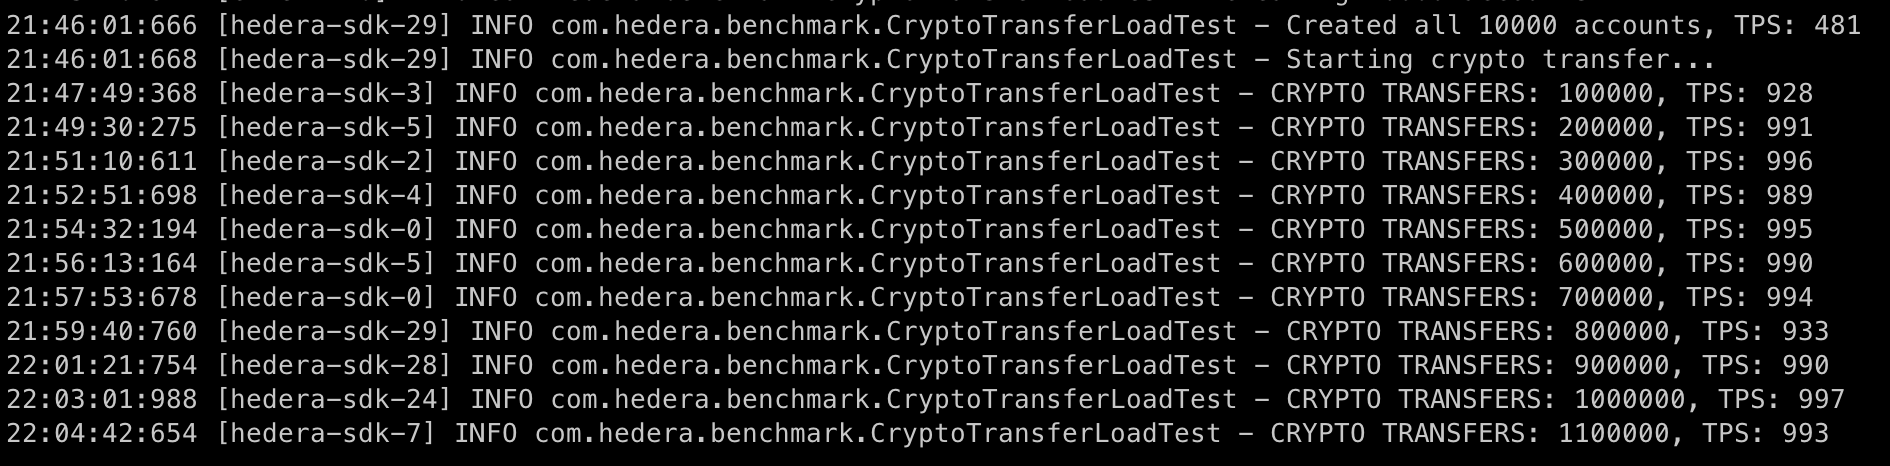 21:46:01:666 [hedera-sdk-29] INFO com.hedera.benchmark.CryptoTransferLoadTest – Created all 10000 accounts, TPS: 481
21:46:01:668 [hedera-sdk-29] INFO com.hedera.benchmark.CryptoTransferLoadTest – Starting crypto transfer...
21:47:49:368 [hedera-sdk-3] INFO com.hedera.benchmark.CryptoTransferLoadTest – CRYPTO TRANSFERS: 100000, TPS: 928
21:49:30:275 [hedera-sdk-5] INFO com.hedera.benchmark.CryptoTransferLoadTest – CRYPTO TRANSFERS: 200000, TPS: 991
21:51:10:611 [hedera-sdk-2] INFO com.hedera.benchmark.CryptoTransferLoadTest – CRYPTO TRANSFERS: 300000, TPS: 996
21:52:51:698 [hedera-sdk-4] INFO com.hedera.benchmark.CryptoTransferLoadTest – CRYPTO TRANSFERS: 400000, TPS: 989
21:54:32:194 [hedera-sdk-0] INFO com.hedera.benchmark.CryptoTransferLoadTest – CRYPTO TRANSFERS: 500000, TPS: 995
21:56:13:164 [hedera-sdk-5] INFO com.hedera.benchmark.CryptoTransferLoadTest – CRYPTO TRANSFERS: 600000, TPS: 990
21:57:53:678 [hedera-sdk-0] INFO com.hedera.benchmark.CryptoTransferLoadTest – CRYPTO TRANSFERS: 700000, TPS: 994
21:59:40:760 [hedera-sdk-29] INFO com.hedera.benchmark.CryptoTransferLoadTest – CRYPTO TRANSFERS: 800000, TPS: 933
22:01:21:754 [hedera-sdk-28] INFO com.hedera.benchmark.CryptoTransferLoadTest – CRYPTO TRANSFERS: 900000, TPS: 990
22:03:01:988 [hedera-sdk-24] INFO com.hedera.benchmark.CryptoTransferLoadTest – CRYPTO TRANSFERS: 1000000, TPS: 997
22:04:42:654 [hedera-sdk-7] INFO com.hedera.benchmark.CryptoTransferLoadTest – CRYPTO TRANSFERS: 1100000, TPS: 993